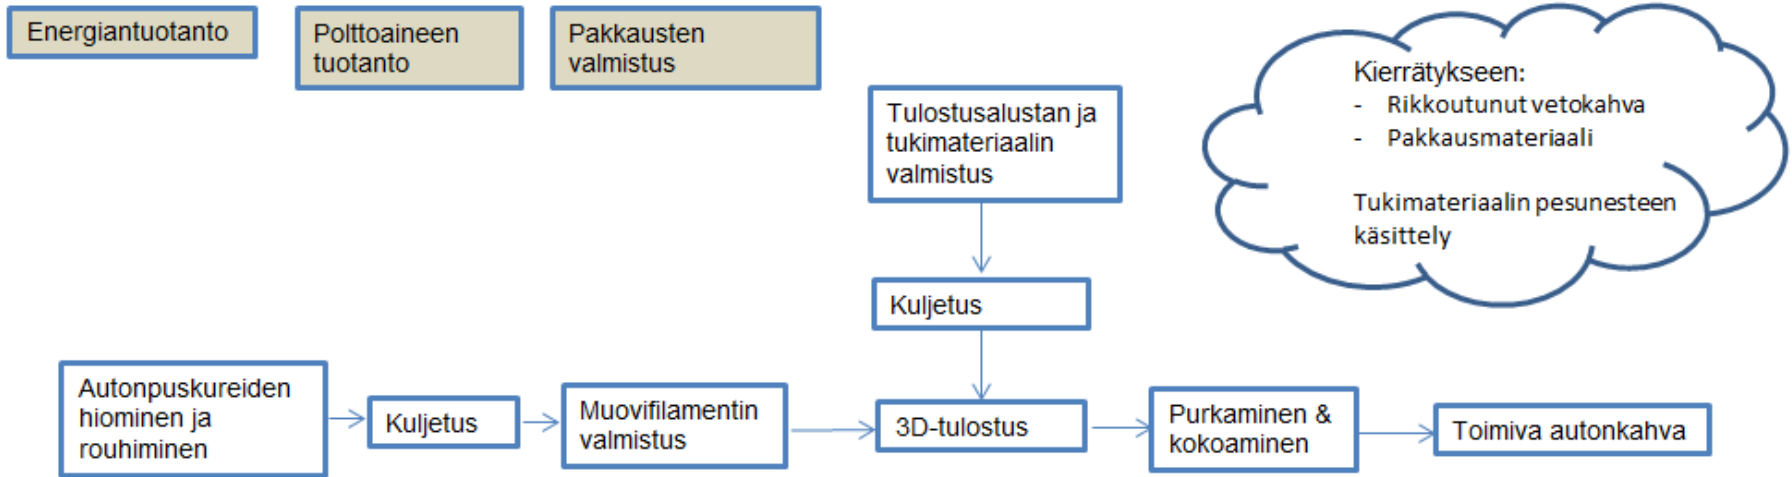 Energiantuotanto
Polttoaineen
tuotanto
Pakkausten
valmistus
Tulostusalustan ja
tukimateriaalin
valmistus
Kierrätykseen:
- Rikkoutunut vetokahva
- Pakkausmateriaali
Tukimateriaalin pesunesteen
käsittely
Kuljetus
Autonpuskureiden
hiominen ja
rouhiminen
Kuljetus
Muovifilamentin
valmistus
3D-tulostus
Purkaminen &
kokoaminen
Toimiva autonkahva